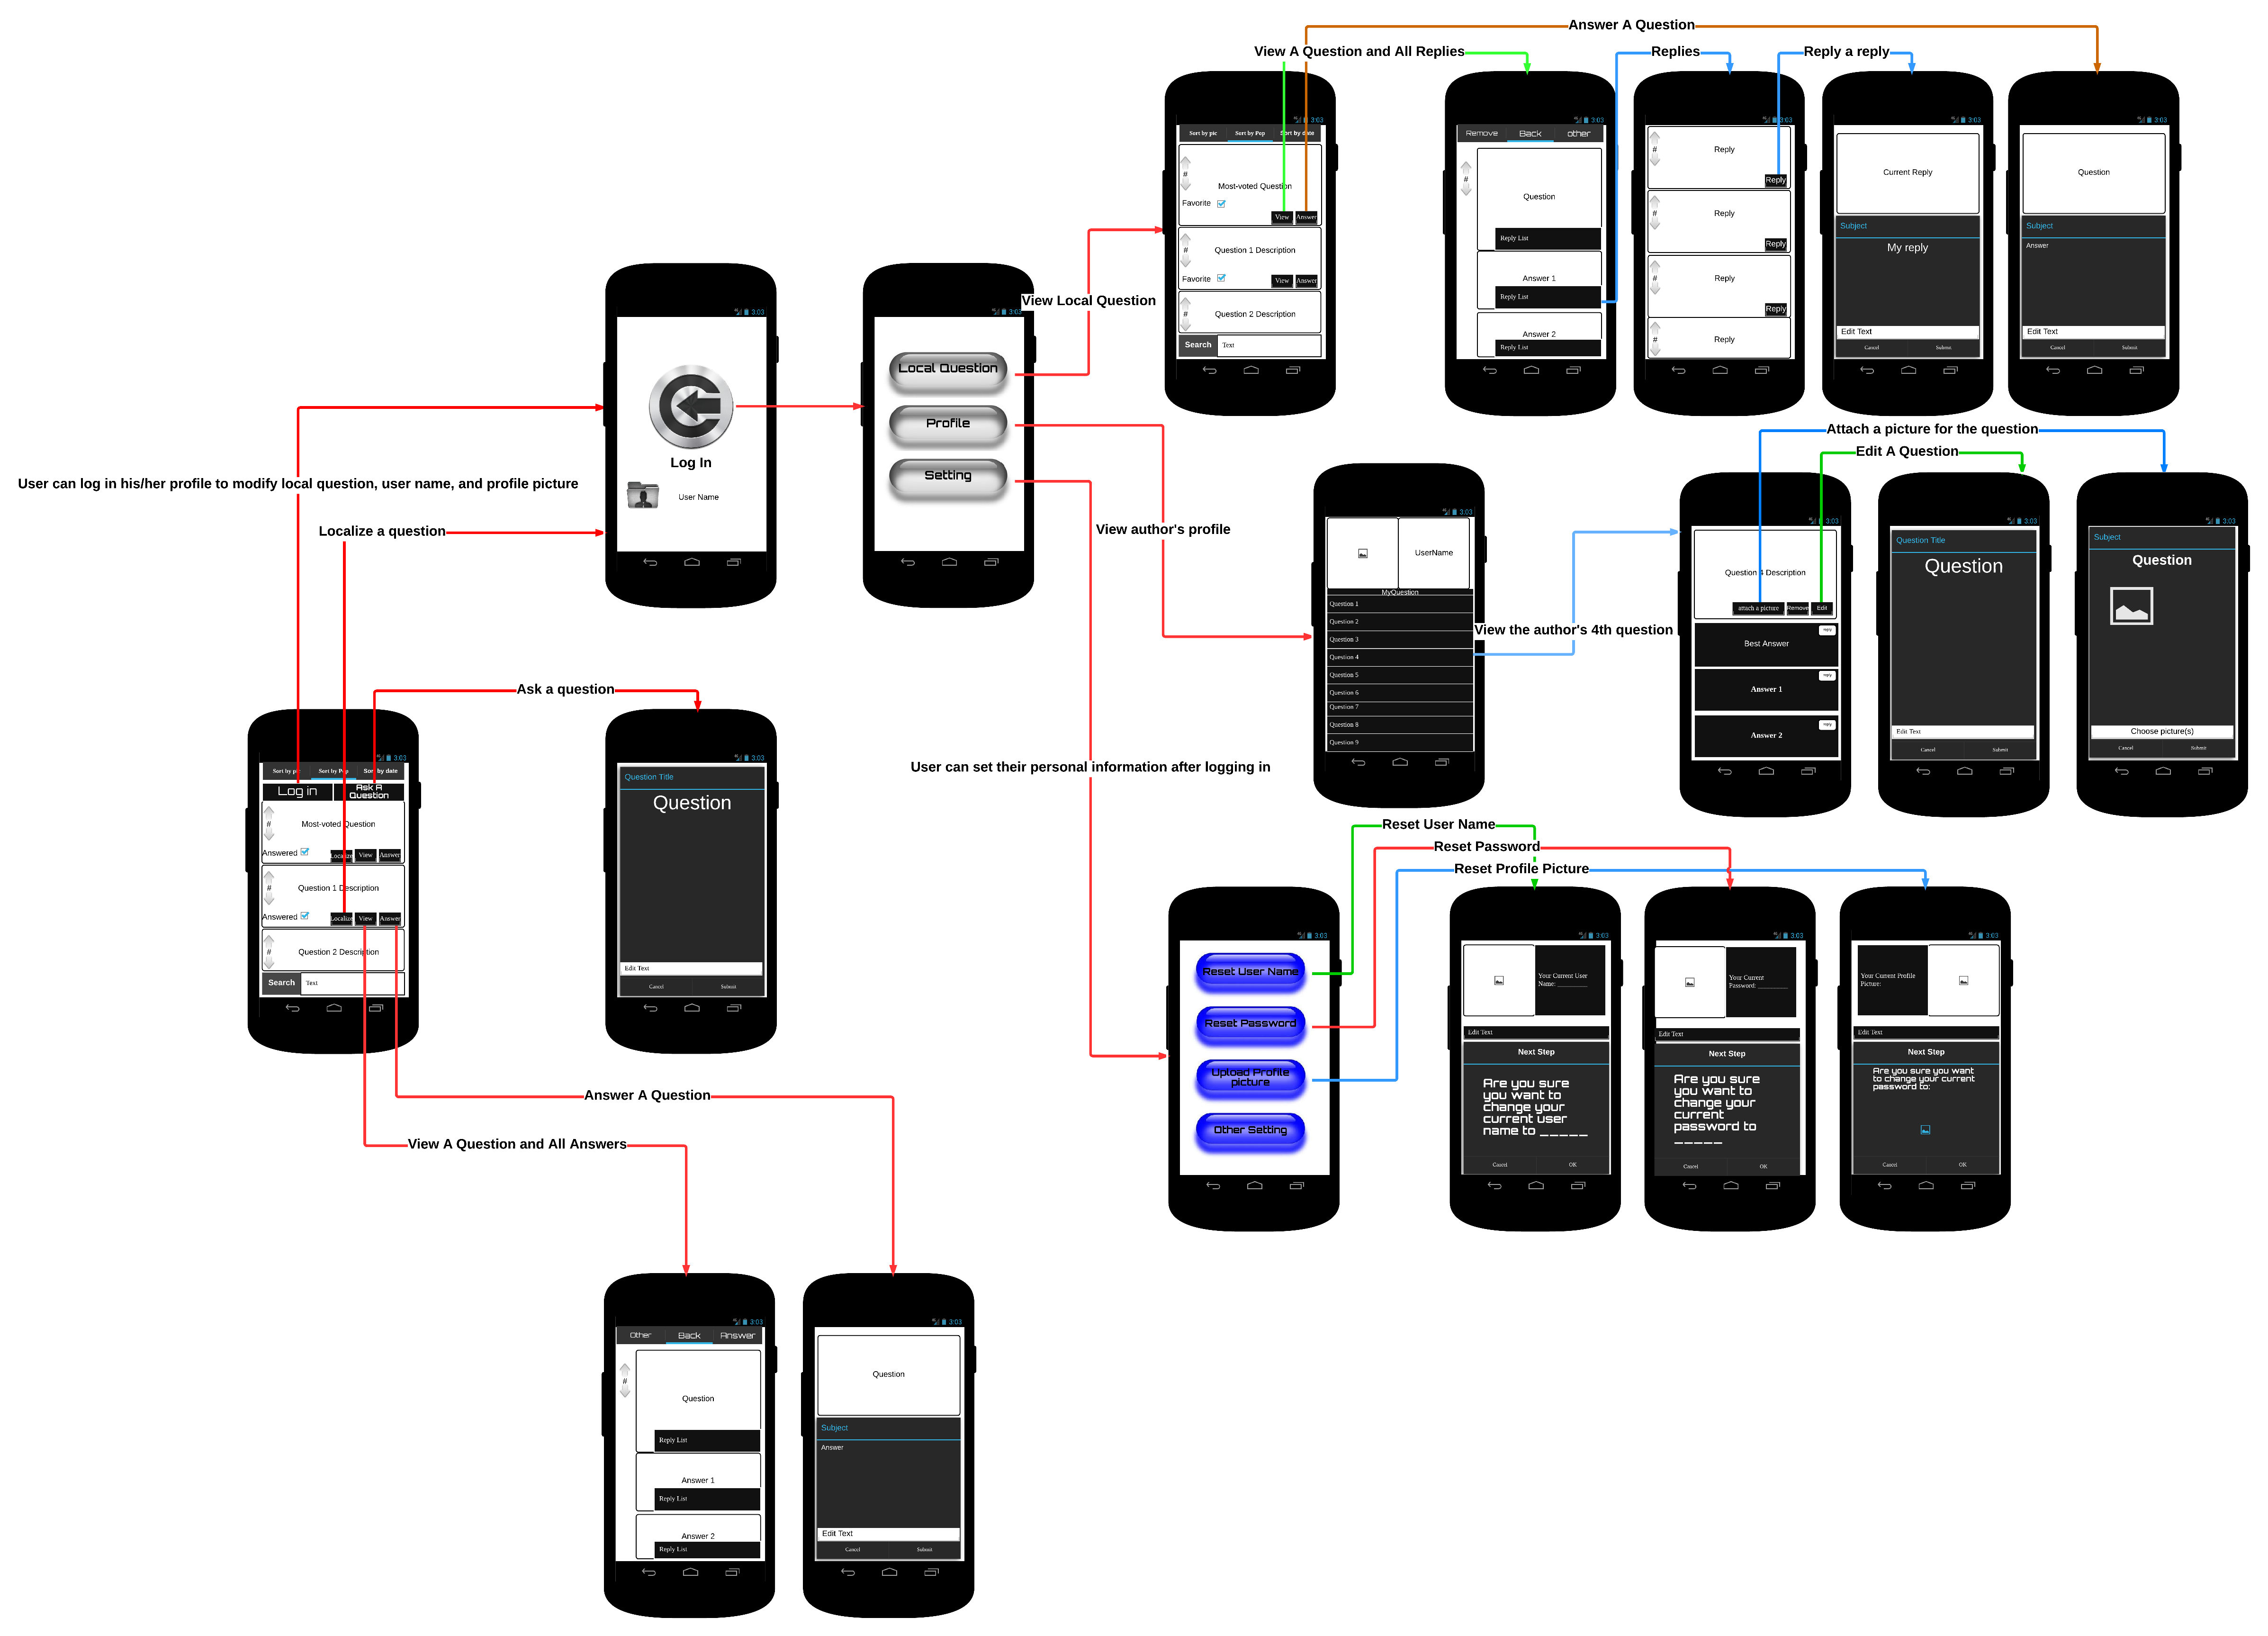 Answer A Question
View A Question and All Replies
Replies
Reply a reply
3:03
Sort by pic
Sort by Pop
Sort by date
#
Most-voted Question
Favorite
View
Answer
#
Question 1 Description
Favorite
View
Answer
#
Question 2 Description
Search
Text
3:03
Remove
Back
other
#
Question
Reply List
Answer 1
Reply List
Answer 2
Reply List
3:03
#
Reply
Reply
#
Reply
Reply
#
Reply
Reply
#
Reply
3:03
Current Reply
Subject
My reply
Edit Text
Cancel
Submit
3:03
Question
Subject
Answer
Edit Text
Cancel
Submit
3:03
Log In
User Name
3:03
Local Question
Profile
Setting
View Local Question
User can log in his/her profile to modify local question, user name, and profile picture
Localize a question
View author's profile
Attach a picture for the question
Edit A Question
3:03
UserName
MyQuestion
Question 1
Question 2
Question 3
Question 4
Question 5
Question 6
Question 7
Question 8
Question 9
View the author's 4th question
3:03
Question 4 Description
attach a picture
Remove
Edit
reply
Best Answer
reply
Answer 1
reply
Answer 2
3:03
Question Title
Question
Edit Text
Cancel
Submit
3:03
Subject
Question
Choose picture(s)
Cancel
Submit
Ask a question
3:03
Sort by pic
Sort by Pop
Sort by date
Log in
Ask A
Question
#
Most-voted Question
Answered
Localize
View
Answer
#
Question 1 Description
Answered
Localize
View
Answer
#
Question 2 Description
Search
Text
3:03
Question Title
Question
Edit Text
Cancel
Submit
User can set their personal information after logging in
Reset User Name
Reset Password
Reset Profile Picture
3:03
Reset User Name
Reset Password
Upload Profile
picture
Other Setting
3:03
Your Current User
Name: __________
Edit Text
Next Step
Are you sure
you want to
change your
current user
name to _____
Cancel
OK
3:03
Your Current
Password: __________
Edit Text
Next Step
Are you sure
you want to
change your
current
password to
_____
Cancel
OK
3:03
Your Current Profile
Picture:
Edit Text
Next Step
Are you sure you want
to change your current
password to:
Cancel
OK
Answer A Question
View A Question and All Answers
3:03
Other
Back
Answer
#
Question
Reply List
Answer 1
Reply List
Answer 2
Reply List
3:03
Question
Subject
Answer
Edit Text
Cancel
Submit